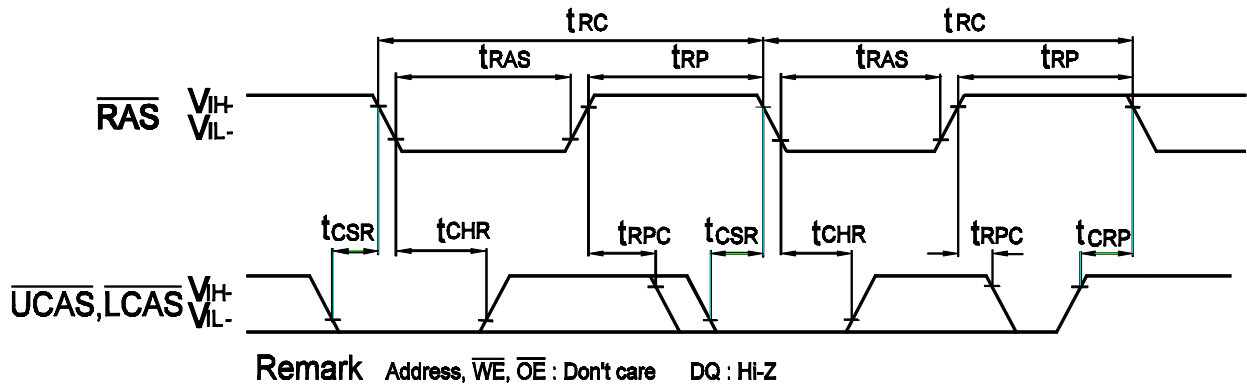 tRC tRC
tRAS tRP tRAS tRP
RAS VIH-
VIL-
tCSR tCHR tRPC tCSR tCHR tRPC tCRP
UCAS,LCAS VIH-
VIL-
Remark Address, WE, OE : Don't care DQ : Hi-Z